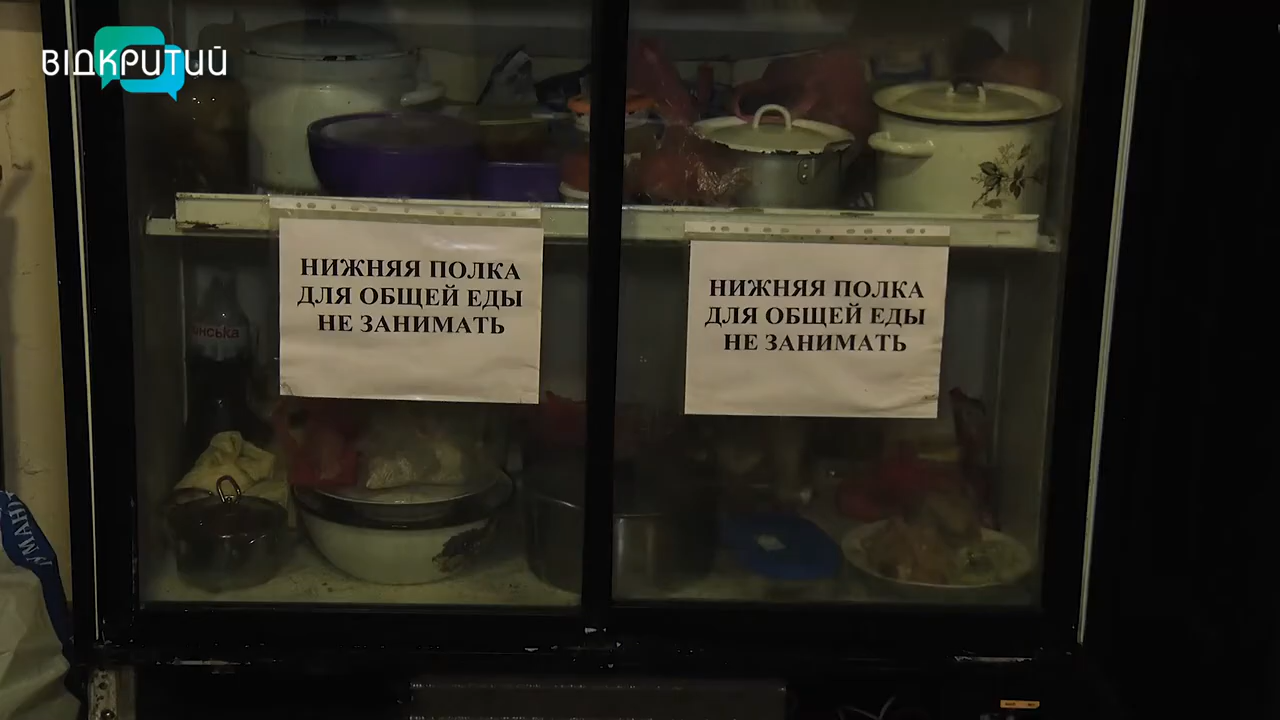 ВІДКРИТИЙ
НИЖНЯЯ ПОЛКА
ДЛЯ ОБЩЕЙ ЕДЫ
НЕ ЗАНИМАТЬ
НИЖНЯЯ ПОЛКА
ДЛЯ ОБЩЕЙ ЕДЫ
НЕ ЗАНИМАТЬ